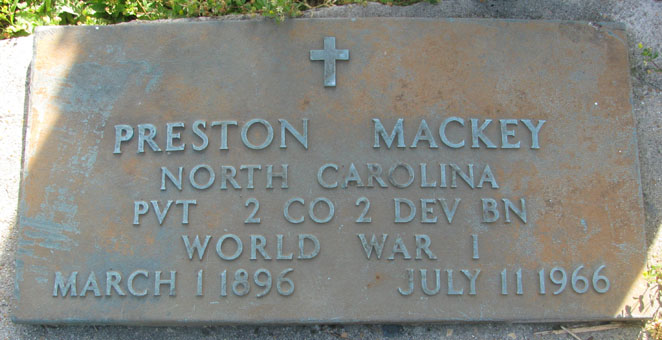 PRESTON MACKEY
NORTH CAROLINA
PVT 2 CO 2 DEV BN
WORLD WAR I
MARCH 1 1896 JULY 11 1966